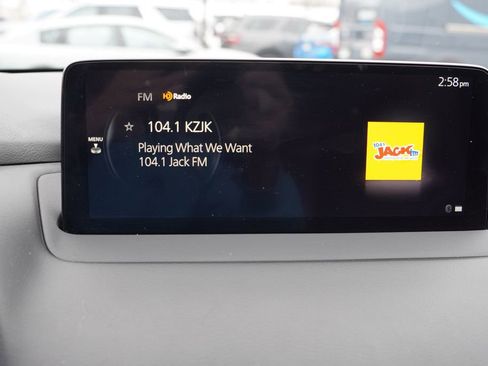 2:58pm
FM HD Radio
☆ 104.1 KZJK
MENU
Playing What We Want
104.1 Jack FM
104.1
JACK fm